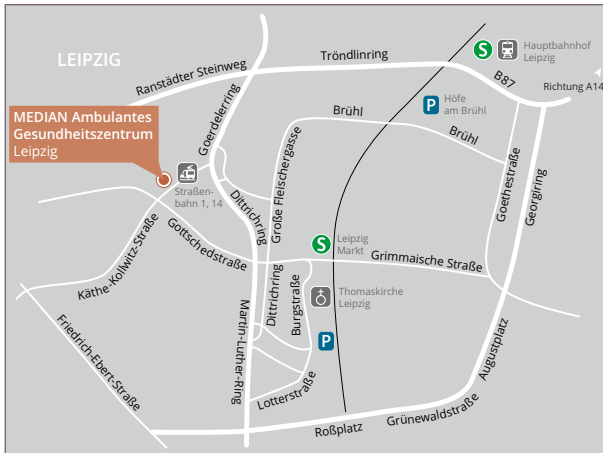 LEIPZIG
Ranstädter Steinweg
Tröndlinring
S
Hauptbahnhof
Leipzig
B87
Richtung A14
MEDIAN Ambulantes
Gesundheitszentrum
Leipzig
Goerdelerring
P
Höfe
am Brühl
Brühl
Brühl
Große Fleischergasse
Goethestraße
Georgiring
Straßen-
bahn 1, 14
Dittrichring
Käthe-Kollwitz-Straße
Gottschedstraße
S
Leipzig
Markt
Grimmaische Straße
Dittrichring
Burgstraße
Thomaskirche
Leipzig
Martin-Luther-Ring
Friedrich-Ebert-Straße
P
Lotterstraße
Augustplatz
Roßplatz
Grünewaldstraße